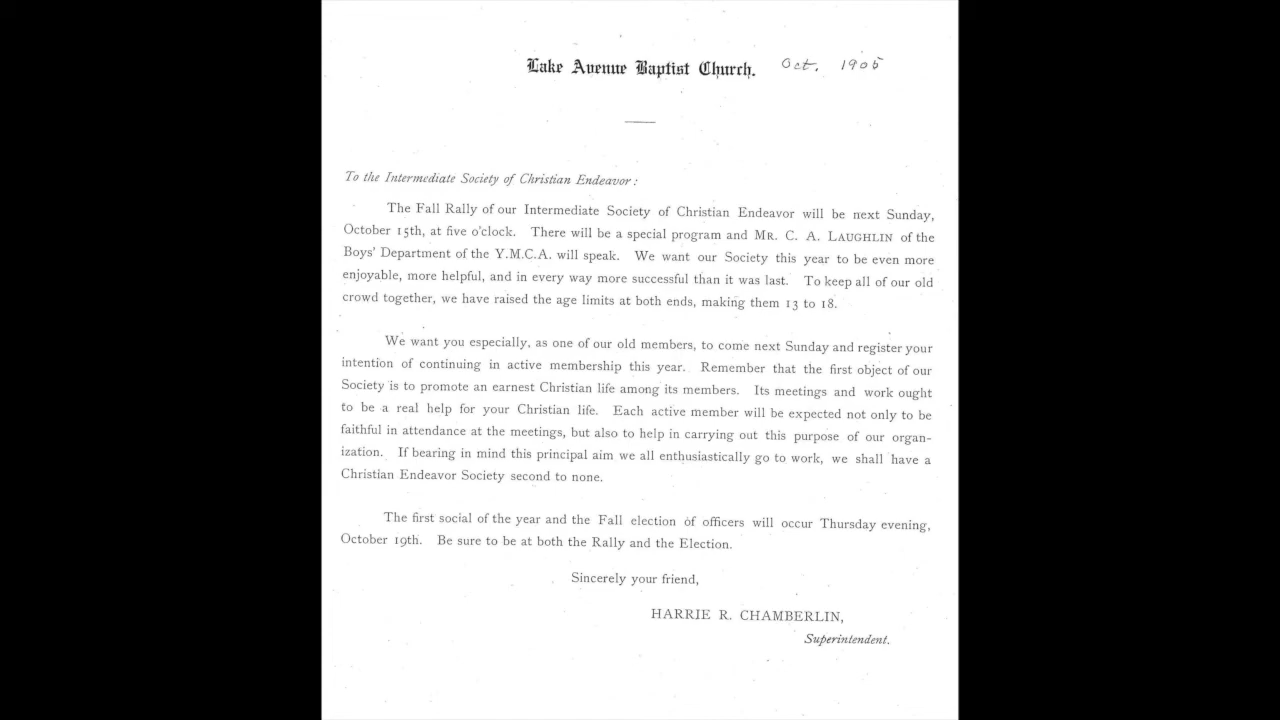 Lake Avenue Baptist Church. Oct. 1905
To the Intermediate Society of Christian Endeavor:
The Fall Rally of our Intermediate Society of Christian Endeavor will be next Sunday,
October 15th, at five o'clock. There will be a special program and MR. C. A. LAUGHLIN of the
Boys' Department of the Y.M.C.A. will speak. We want our Society this year to be even more
enjoyable, more helpful, and in every way more successful than it was last. To keep all of our old
crowd together, we have raised the age limits at both ends, making them 13 to 18.
We want you especially, as one of our old members, to come next Sunday and register your
intention of continuing in active membership this year. Remember that the first object of our
Society is to promote an earnest Christian life among its members. Its meetings and work ought
to be a real help for your Christian life. Each active member will be expected not only to be
faithful in attendance at the meetings, but also to help in carrying out this purpose of our organ-
ization. If bearing in mind this principal aim we all enthusiastically go to work, we shall have a
Christian Endeavor Society second to none.
The first social of the year and the Fall election of officers will occur Thursday evening,
October 19th. Be sure to be at both the Rally and the Election.
Sincerely your friend,
HARRIE R. CHAMBERLIN,
Superintendent.